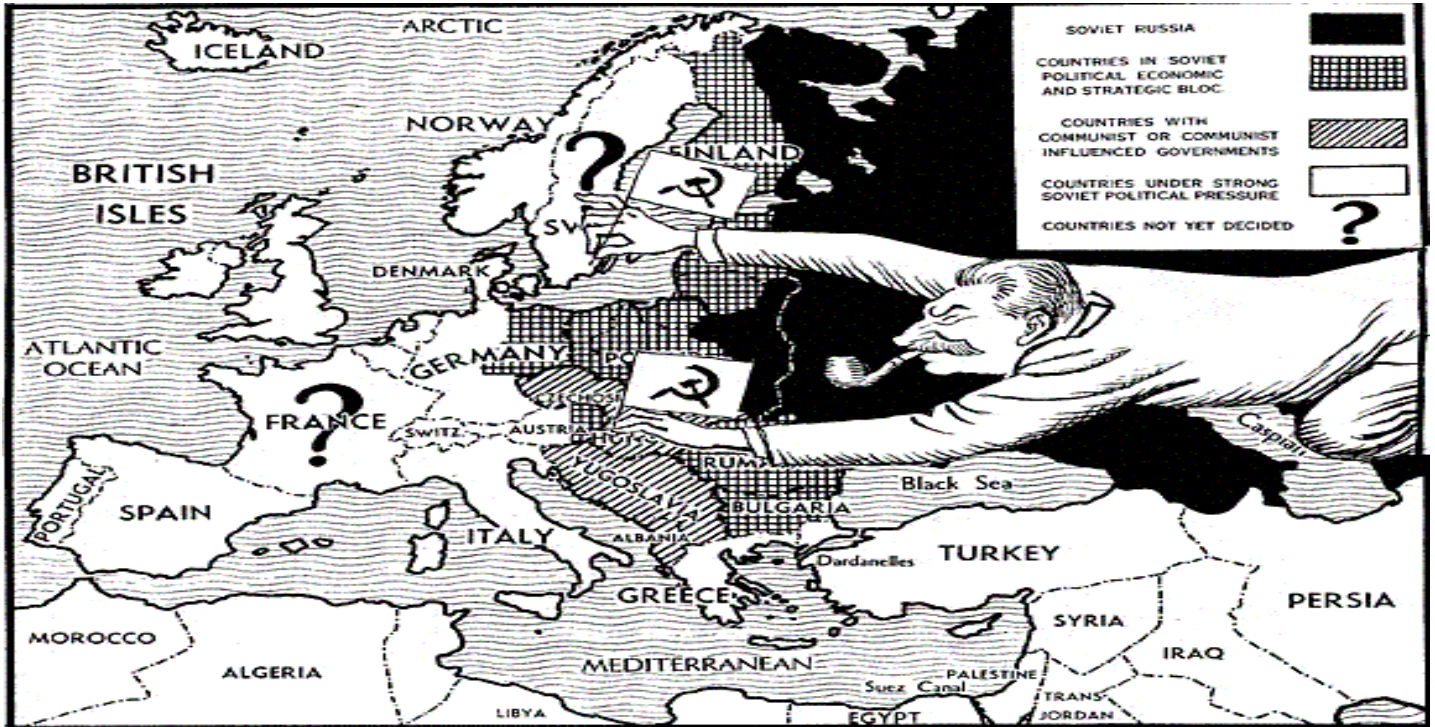 ARCTIC
ICELAND
NORWAY
?
FINLAND
BRITISH
ISLES
SW
DENMARK
ATLANTIC
OCEAN
GERMANY
PO
CZECHOS
?
FRANCE
SWITZ.
AUSTRIA
RUM
YUGOSLAVIA
Black Sea
Caspian
BULGARIA
PORTUGAL
SPAIN
ITALY
ALBANIA
Dardanelles
TURKEY
GREECE
PERSIA
SYRIA
MOROCCO
ALGERIA
MEDITERRANEAN
IRAQ
PALESTINE
Suez Canal
TRANS-
JORDAN
LIBYA
EGYPT
SOVIET RUSSIA
COUNTRIES IN SOVIET
POLITICAL ECONOMIC
AND STRATEGIC BLOC.
COUNTRIES WITH
COMMUNIST OR COMMUNIST
INFLUENCED GOVERNMENTS
COUNTRIES UNDER STRONG
SOVIET POLITICAL PRESSURE
COUNTRIES NOT YET DECIDED ?